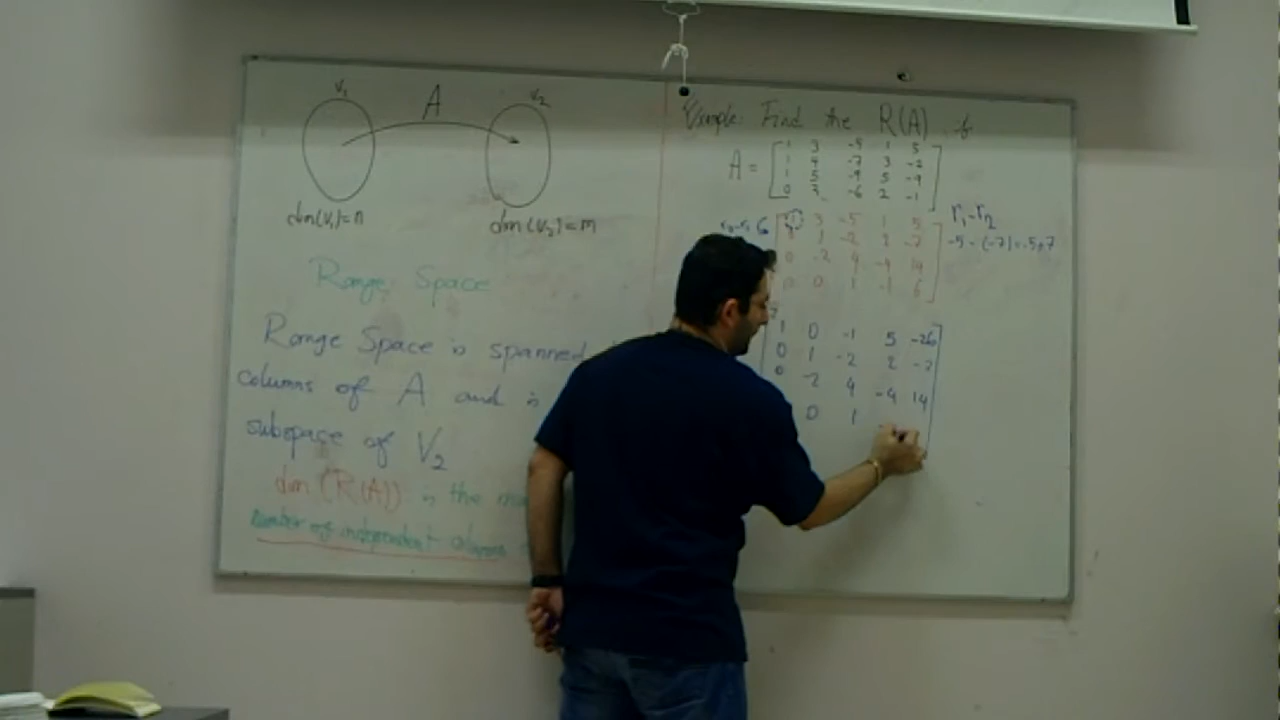 V₁ A V₂
dim(V₁)=n dim(V₂)=m
Range Space
Range Space is spanned
columns of A and is
subspace of V₂
dim (R(A)) is the
number of independent columns
Example: Find the R(A) of
A =
1 3 -5 1 5
1 4 -7 3 -2
1 5 -9 5 -9
0 3 -6 2 -1
1 3 -5 1 5
0 1 -2 2 -7
0 -2 4 -4 14
0 0 1 -1 6
r₁-r₂
-5-(-7)=-5+7
1 0 -1 5 -26
0 1 -2 2 -7
0 -2 4 -4 14
0 1